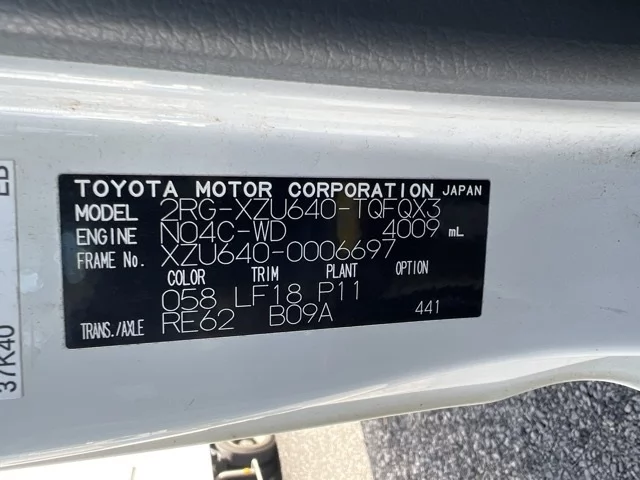 TOYOTA MOTOR CORPORATION JAPAN
MODEL 2RG-XZU640-TQFQX3
ENGINE N04C-WD 4009 mL
FRAME No. XZU640-0006697
COLOR TRIM PLANT OPTION
058 LF18 P11
TRANS./AXLE RE62 B09A 441
37K40